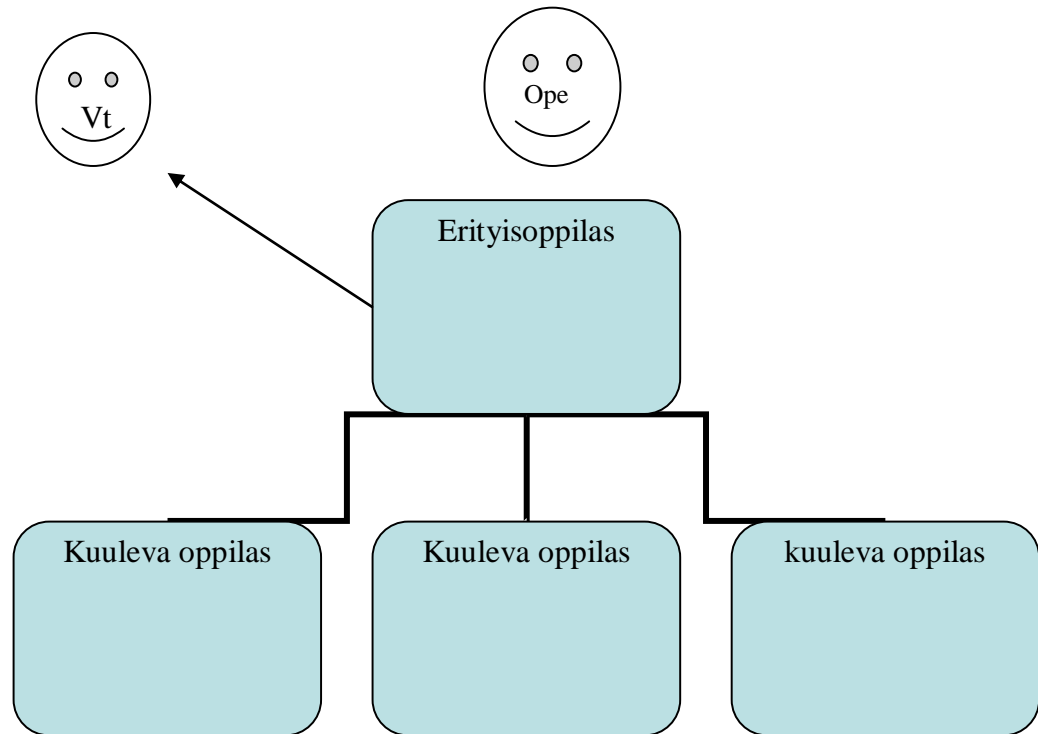 Vt
Ope
Erityisoppilas
Kuuleva oppilas
Kuuleva oppilas
kuuleva oppilas